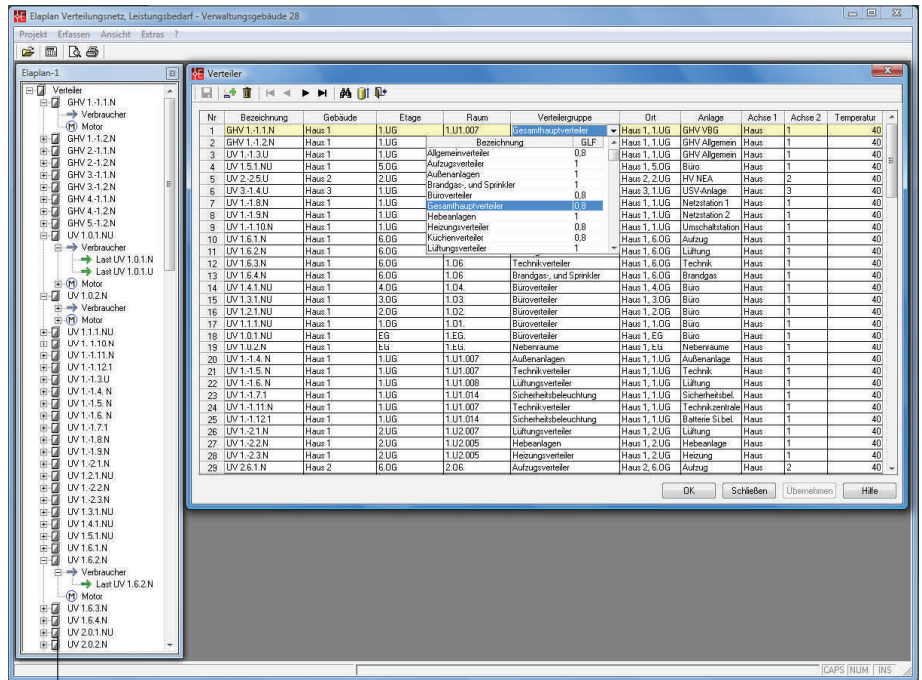 Elaplan Verteilungsnetz, Leistungsbedarf - Verwaltungsgebäude 28
Projekt Erfassen Ansicht Extras ?
Elaplan-1
Verteiler
GHV 1.-1.1.N
Verbraucher
Motor
GHV 1.-1.2.N
GHV 2.-1.1.N
GHV 2.-1.2.N
GHV 3.-1.1.N
GHV 3.-1.2.N
GHV 4.-1.1.N
GHV 4.-1.2.N
GHV 5.-1.2.N
UV 1.0.1.NU
Verbraucher
Last UV 1.0.1.N
Last UV 1.0.1.U
Motor
UV 1.0.2.N
Verbraucher
Motor
UV 1.1.1.NU
UV 1. 1.10.N
UV 1.-1.11.N
UV 1.-1.12.1
UV 1.-1.3.U
UV 1.-1.4. N
UV 1.-1.5. N
UV 1.-1.6. N
UV 1.-1.7.1
UV 1.-1.8.N
UV 1.-1.9.N
UV 1.-2.1.N
UV 1.2.1.NU
UV 1.-2.2.N
UV 1.-2.3.N
UV 1.3.1.NU
UV 1.4.1.NU
UV 1.5.1.NU
UV 1.6.1.N
UV 1.6.2.N
Verbraucher
Last UV 1.6.2.N
Motor
UV 1.6.3.N
UV 1.6.4.N
UV 2.0.1.NU
UV 2.0.2.N
Verteiler
Nr Bezeichnung Gebäude Etage Raum Verteilergruppe Ort Anlage Achse 1 Achse 2 Temperatur
1 GHV 1.-1.1.N Haus 1 1.UG 1.U1.007 Gesamthauptverteiler Haus 1, 1.UG GHV VBG Haus 1 40
2 GHV 1.-1.2.N Haus 1 1.UG Haus 1, 1.UG GHV Allgemein Haus 1 40
3 UV 1.-1.3.U Haus 1 1.UG Haus 1, 1.UG GHV Allgemein Haus 1 40
4 UV 1.5.1.NU Haus 1 5.OG Haus 1, 5.OG Büro Haus 1 40
5 UV 2.-2.5.U Haus 2 2.UG Haus 2, 2.UG HV NEA Haus 2 40
6 UV 3.-1.4.U Haus 3 1.UG Haus 3, 1.UG USV-Anlage Haus 3 40
7 UV 1.-1.8.N Haus 1 1.UG Haus 1, 1.UG Netzstation 1 Haus 1 40
8 UV 1.-1.9.N Haus 1 1.UG Haus 1, 1.UG Netzstation 2 Haus 1 40
9 UV 1.-1.10.N Haus 1 1.UG Haus 1, 1.UG Umschaltstation Haus 1 40
10 UV 1.6.1.N Haus 1 6.OG Haus 1, 6.OG Aufzug Haus 1 40
11 UV 1.6.2.N Haus 1 6.OG Haus 1, 6.OG Lüftung Haus 1 40
Bezeichnung GLF
Allgemeinverteiler 0,8
Aufzugsverteiler 1
Außenanlagen 1
Brandgas-, und Sprinkler 1
Büroverteiler 0,8
Gesamthauptverteiler 0,8
Hebeanlagen 1
Heizungsverteiler 0,8
Küchenverteiler 0,8
Lüftungsverteiler 1
12 UV 1.6.3.N Haus 1 6.OG 1.06. Technikverteiler Haus 1, 6.OG Technik Haus 1 40
13 UV 1.6.4.N Haus 1 6.OG 1.06. Brandgas-, und Sprinkler Haus 1, 6.OG Brandgas Haus 1 40
14 UV 1.4.1.NU Haus 1 4.OG 1.04. Büroverteiler Haus 1, 4.OG Büro Haus 1 40
15 UV 1.3.1.NU Haus 1 3.OG 1.03. Büroverteiler Haus 1, 3.OG Büro Haus 1 40
16 UV 1.2.1.NU Haus 1 2.OG 1.02. Büroverteiler Haus 1, 2.OG Büro Haus 1 40
17 UV 1.1.1.NU Haus 1 1.OG 1.01. Büroverteiler Haus 1, 1.OG Büro Haus 1 40
18 UV 1.0.1.NU Haus 1 EG 1.EG. Büroverteiler Haus 1, EG Büro Haus 1 40
19 UV 1.0.2.N Haus 1 EG 1.EG. Büroverteiler Haus 1, EG Nebenräume Haus 1 40
20 UV 1.-1.4. N Haus 1 1.UG 1.U1.007 Außenanlagen Haus 1, 1.UG Außenanlage Haus 1 40
21 UV 1.-1.5. N Haus 1 1.UG 1.U1.007 Technikverteiler Haus 1, 1.UG Technik Haus 1 40
22 UV 1.-1.6. N Haus 1 1.UG 1.U1.008 Lüftungsverteiler Haus 1, 1.UG Lüftung Haus 1 40
23 UV 1.-1.7.1 Haus 1 1.UG 1.U1.014 Sicherheitsbeleuchtung Haus 1, 1.UG Sicherheitsbel. Haus 1 40
24 UV 1.-1.11.N Haus 1 1.UG 1.U1.007 Technikverteiler Haus 1, 1.UG Technikzentrale Haus 1 40
25 UV 1.-1.12.1 Haus 1 1.UG 1.U1.014 Sicherheitsbeleuchtung Haus 1, 1.UG Batterie Si.bel. Haus 1 40
26 UV 1.-2.1.N Haus 1 2.UG 1.U2.007 Lüftungsverteiler Haus 1, 2.UG Lüftung Haus 1 40
27 UV 1.-2.2.N Haus 1 2.UG 1.U2.005 Hebeanlagen Haus 1, 2.UG Hebeanlage Haus 1 40
28 UV 1.-2.3.N Haus 1 2.UG 1.U2.005 Heizungsverteiler Haus 1, 2.UG Heizung Haus 1 40
29 UV 2.6.1.N Haus 2 6.OG 2.06. Aufzugsverteiler Haus 2, 6.OG Aufzug Haus 2 40
OK Schließen Übernehmen Hilfe
CAPS NUM INS